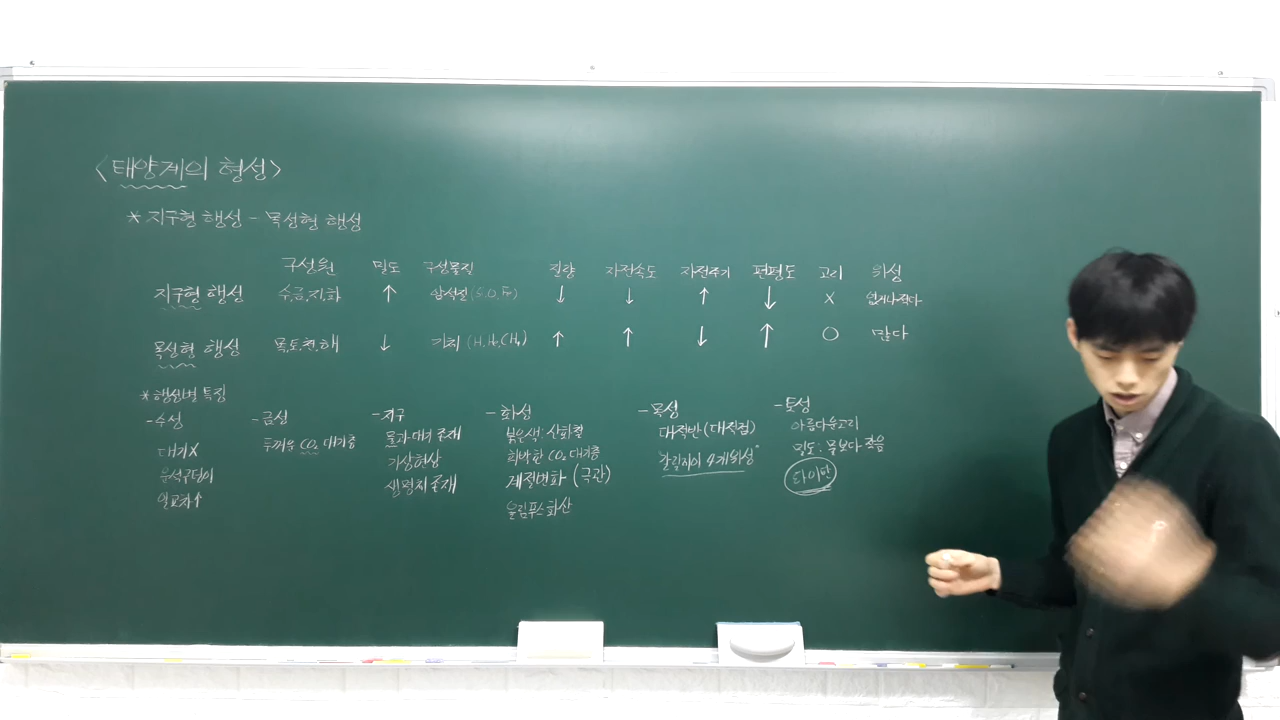 <태양계의 형성>
* 지구형 행성 - 목성형 행성
구성원 밀도 구성물질 질량 자전속도 자전주기 편평도 고리 위성
지구형 행성 수,금,지,화 ↑ 암석질 (Si,O,Fe) ↓ ↓ ↑ ↓ × 없거나 적다
목성형 행성 목,토,천,해 ↓ 기체 ↑ ↑ ↓ ↑ ○ 많다
* 행성별 특징
- 수성
대기X
운석구덩이
일교차↑
- 금성
두꺼운 CO₂ 대기층
- 지구
물과 대기 존재
기상현상
생명체 존재
- 화성
붉은색: 산화철
희박한 CO₂ 대기층
계절변화 (극관)
올림푸스 화산
- 목성
대적반 (대적점)
갈릴레이 4개 위성
- 토성
아름다운 고리
밀도: 물보다 작음
타이탄